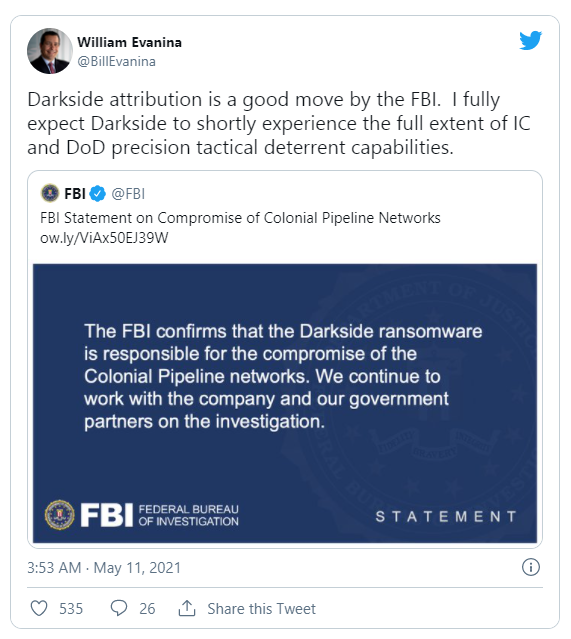 William Evanina
@BillEvanina
Darkside attribution is a good move by the FBI.  I fully
expect Darkside to shortly experience the full extent of IC
and DoD precision tactical deterrent capabilities.
FBI @FBI
FBI Statement on Compromise of Colonial Pipeline Networks
ow.ly/ViAx50EJ39W
The FBI confirms that the Darkside ransomware
is responsible for the compromise of the
Colonial Pipeline networks. We continue to
work with the company and our government
partners on the investigation.
FBI FEDERAL BUREAU
OF INVESTIGATION
STATEMENT
3:53 AM · May 11, 2021
535 26 Share this Tweet